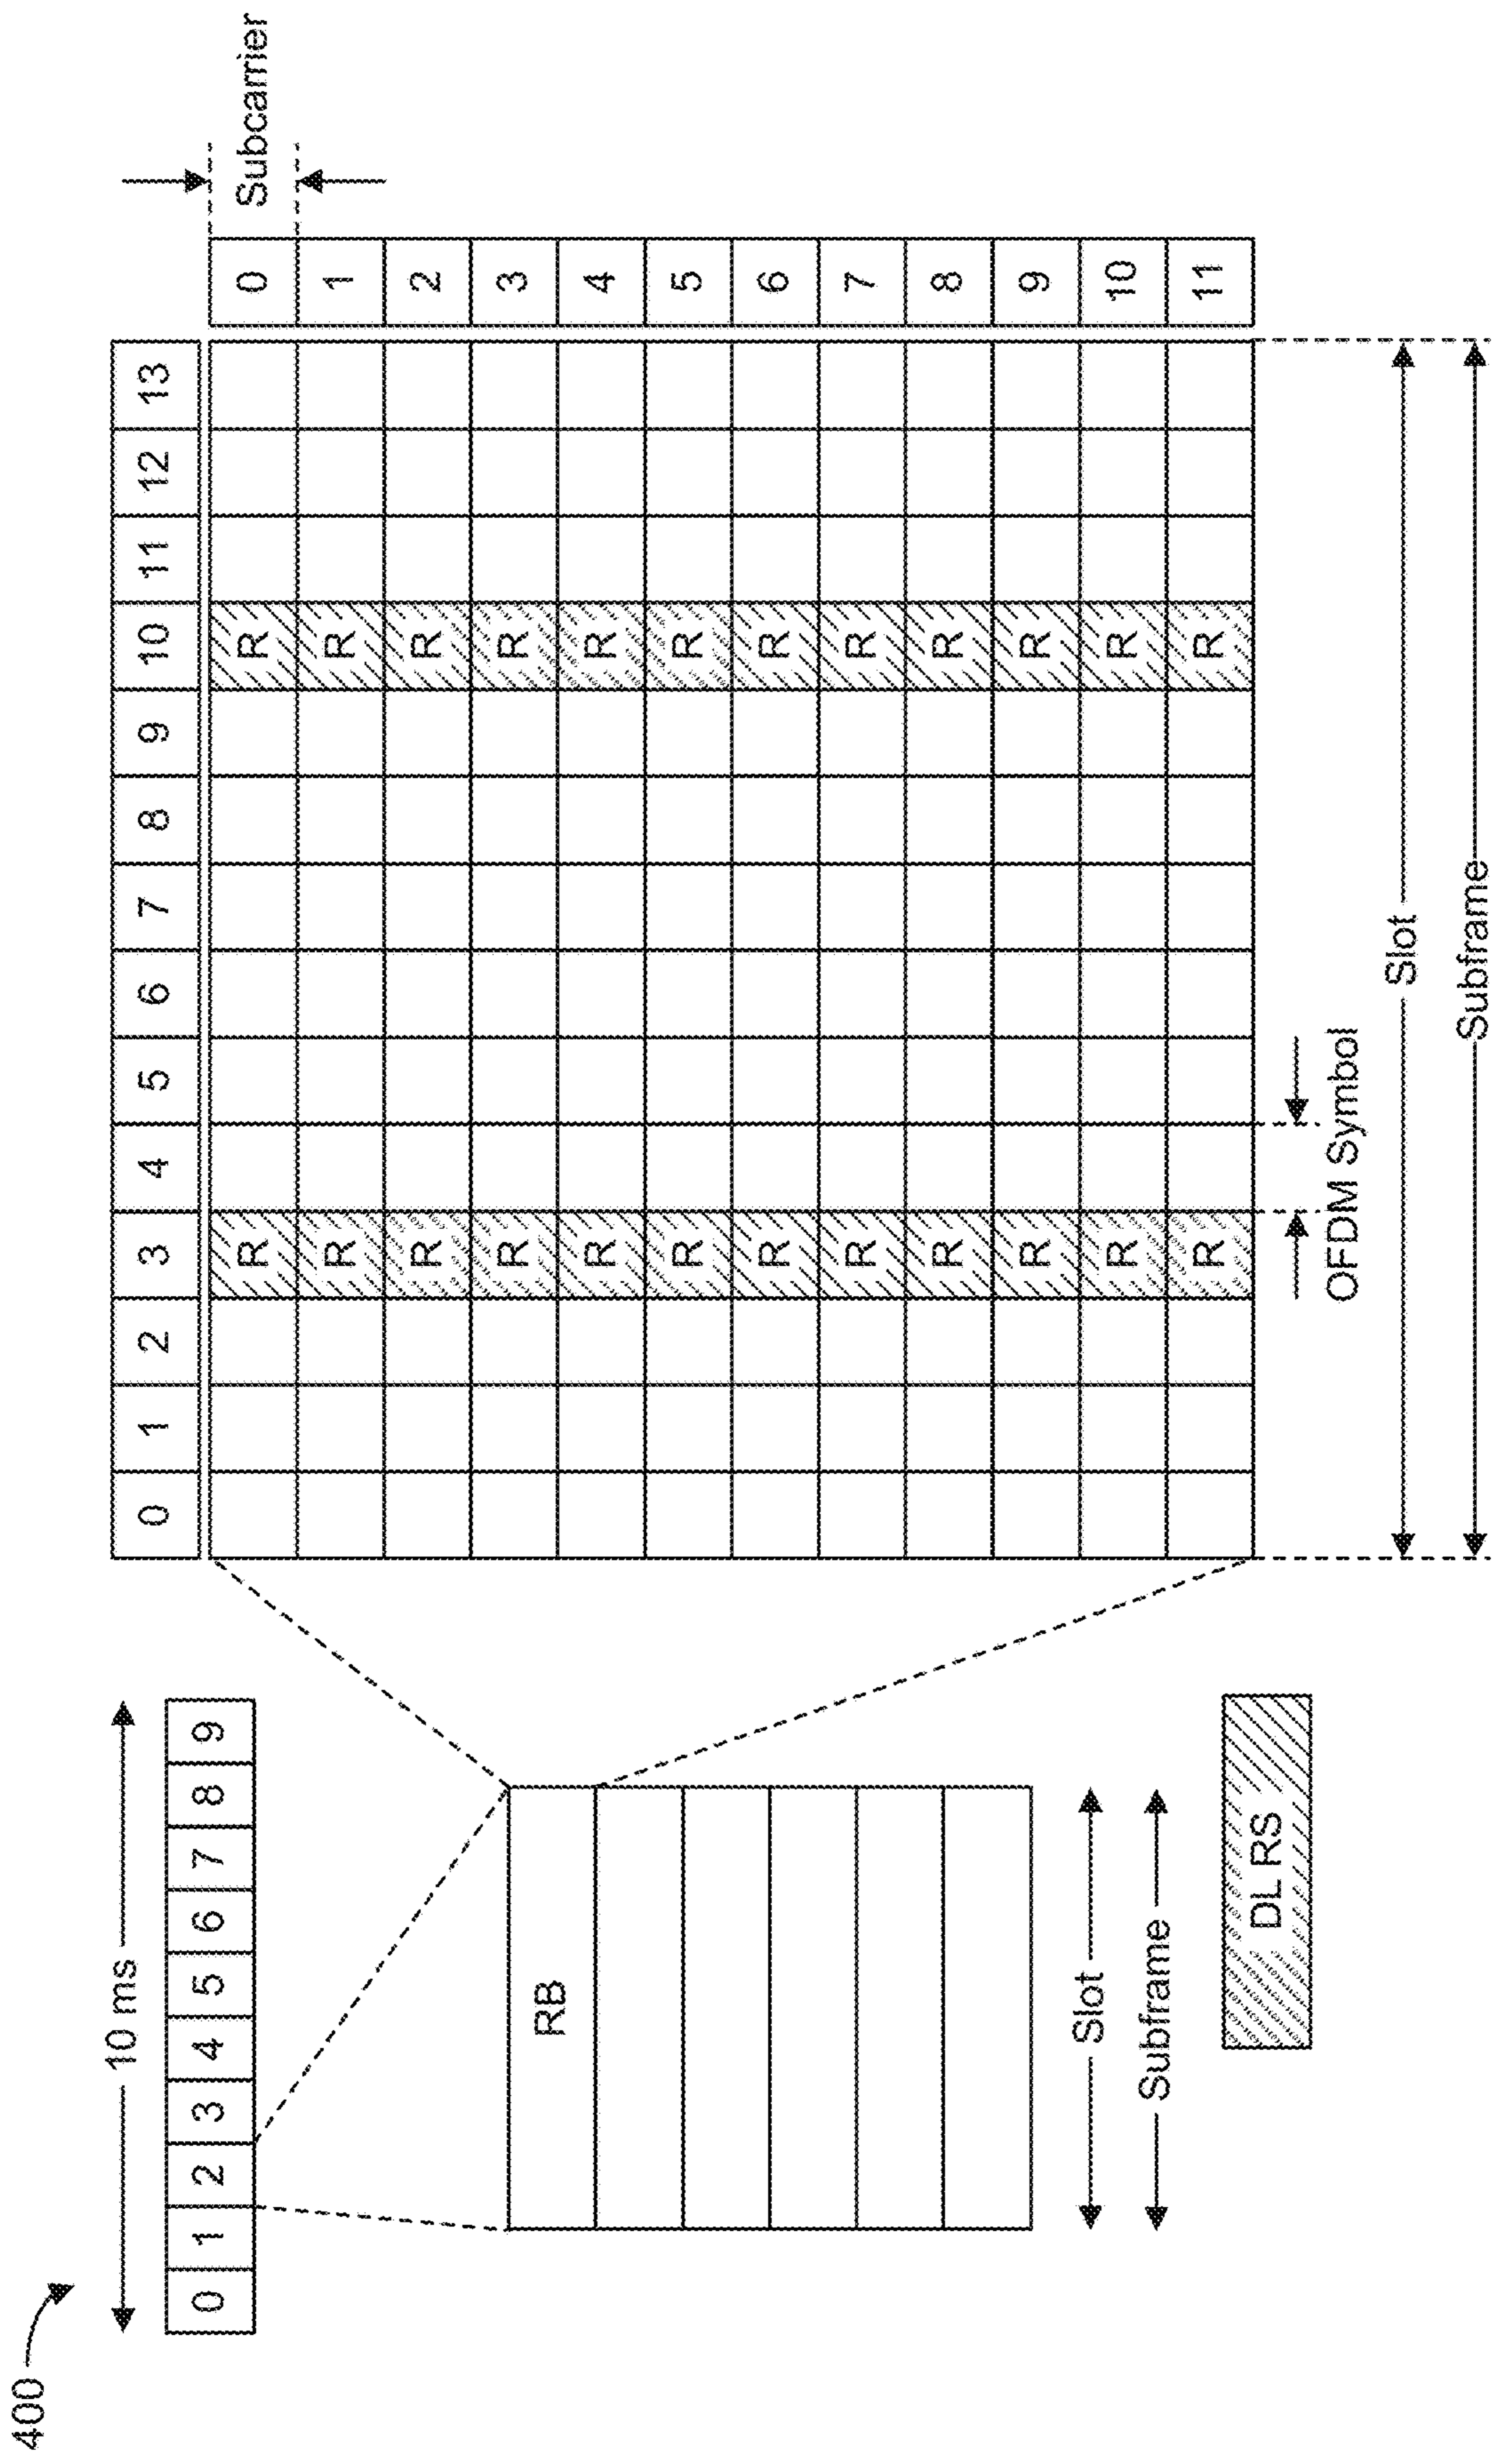 400
10 ms
0 1 2 3 4 5 6 7 8 9
RB
Slot
Subframe
DL RS
0 1 2 3 4 5 6 7 8 9 10 11 12 13
Subcarrier
R R 0
R R 1
R R 2
R R 3
R R 4
R R 5
R R 6
R R 7
R R 8
R R 9
R R 10
R R 11
OFDM Symbol
Slot
Subframe